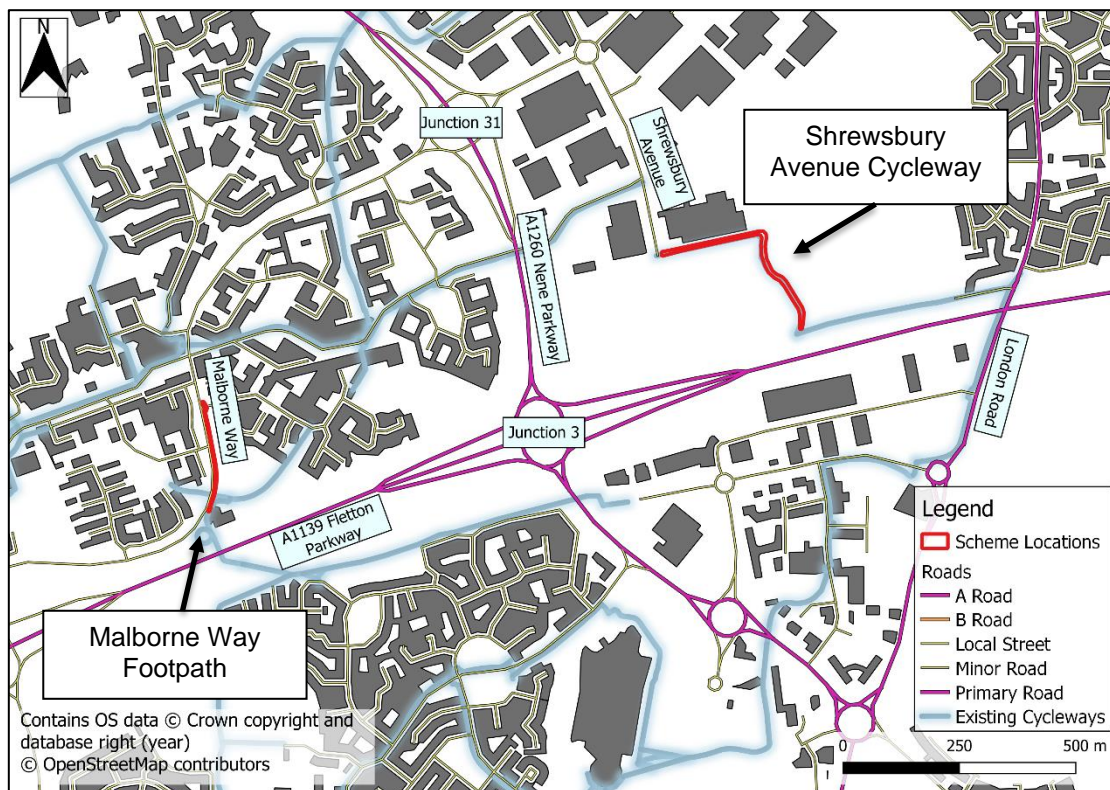 N
Junction 31
Shrewsbury
Avenue
Shrewsbury
Avenue Cycleway
A1260 Nene Parkway
Malborne Way
London Road
Junction 3
A1139 Fletton
Parkway
Malborne Way
Footpath
Legend
Scheme Locations
Roads
A Road
B Road
Local Street
Minor Road
Primary Road
Existing Cycleways
0 250 500 m
Contains OS data © Crown copyright and
database right (year)
© OpenStreetMap contributors